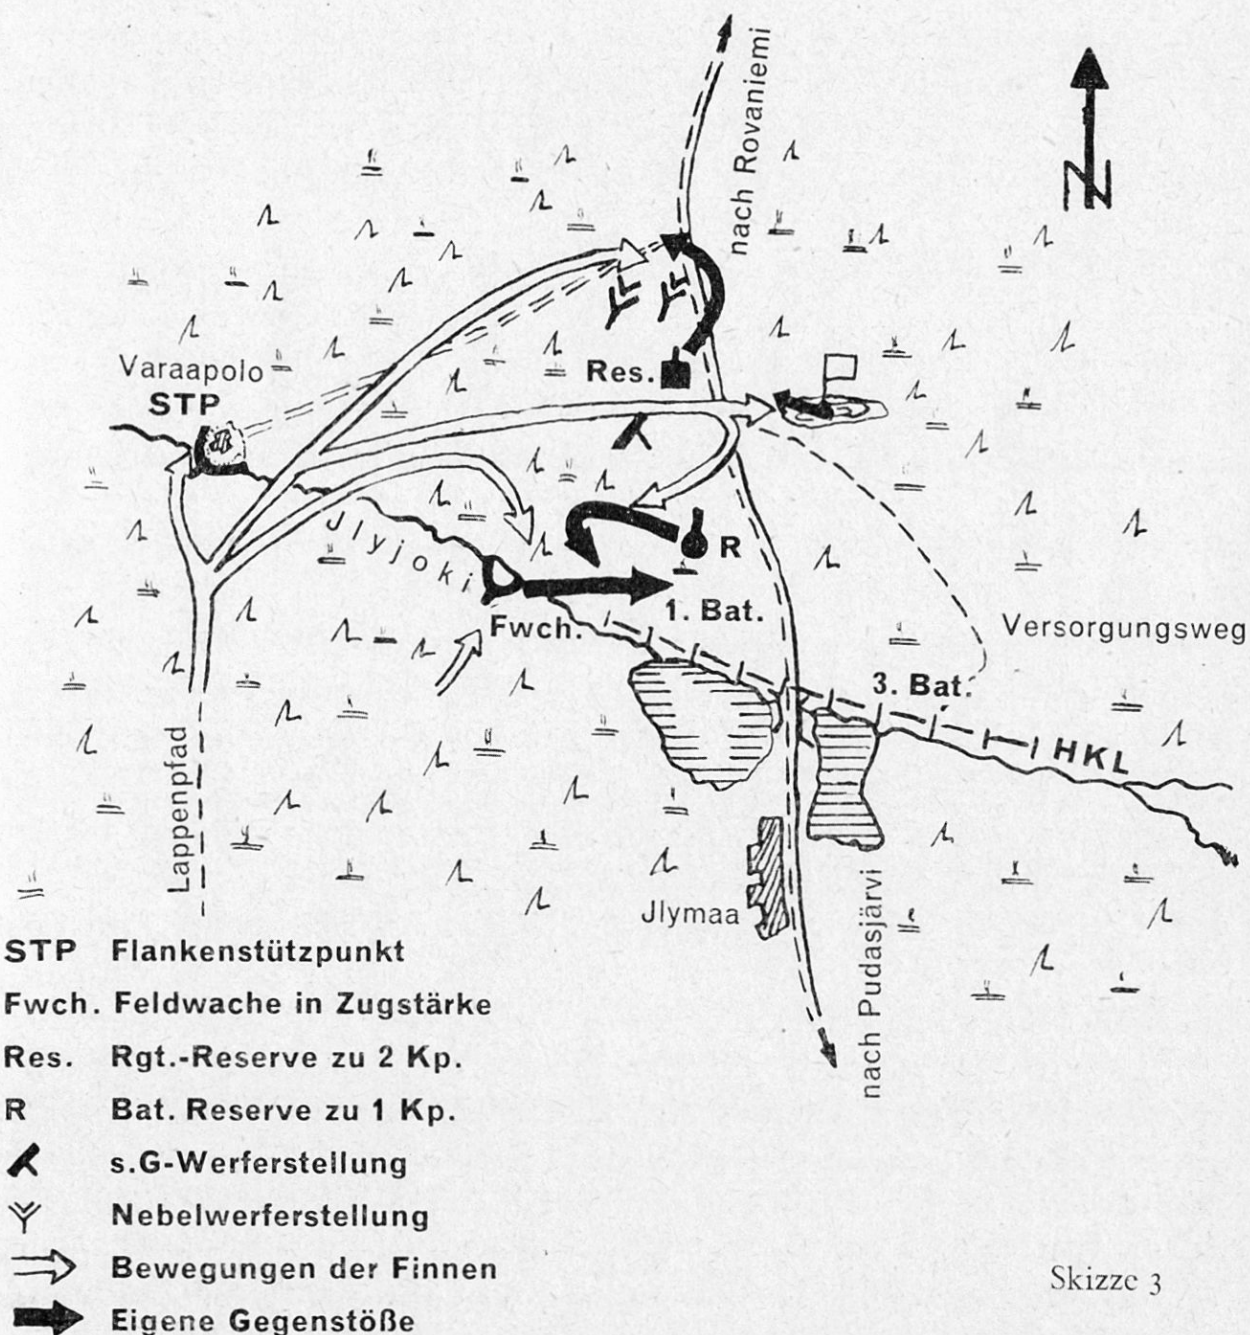 nach Rovaniemi
N
Varaapolo
STP
Res.
Jlyjoki
R
Fwch.
1. Bat.
Versorgungsweg
3. Bat.
HKL
Lappenpfad
Jlymaa
nach Pudasjärvi
STP Flankenstützpunkt
Fwch. Feldwache in Zugstärke
Res. Rgt.-Reserve zu 2 Kp.
R Bat. Reserve zu 1 Kp.
s.G-Werferstellung
Nebelwerferstellung
Bewegungen der Finnen
Eigene Gegenstöße
Skizze 3